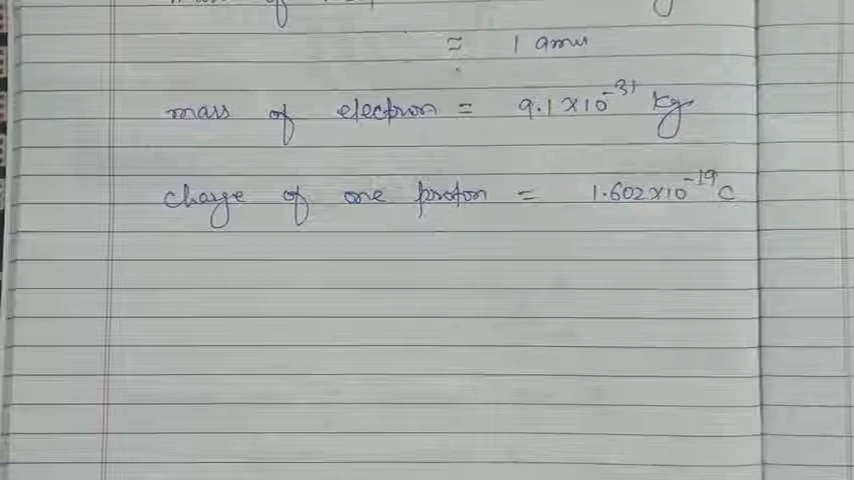 ≈ 1 amu
mass of electron = 9.1×10⁻³¹ kg
charge of one proton = 1.602×10⁻¹⁹ C